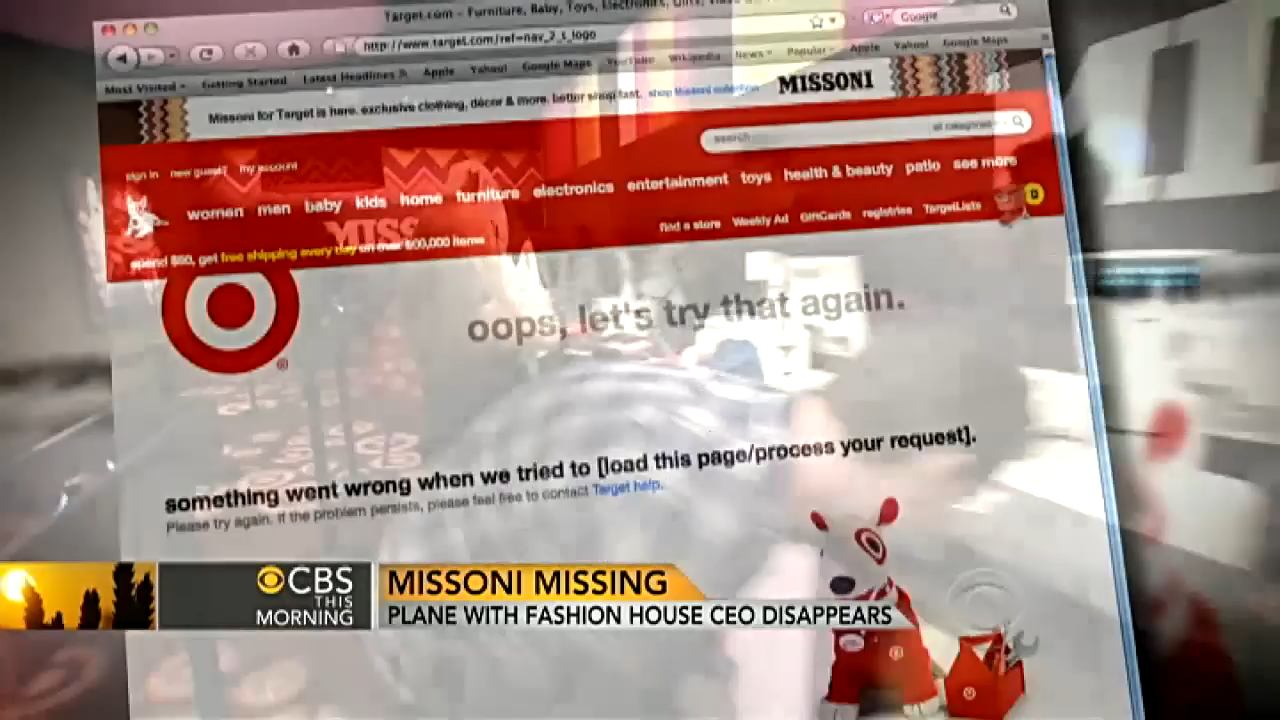 Target.com - Furniture, Baby, Toys, Electronics,
Google
http://www.target.com/ref=nav_2_s_logo
Most Visited Getting Started Latest Headlines Apple Yahoo! Google Maps YouTube Wikipedia News Popular Apple Yahoo! Google Maps
Missoni for Target is here. exclusive clothing, décor & more. better shop fast. shop the missoni collection
MISSONI
search
all categories
sign in new guest? my account
women men baby kids home furniture electronics entertainment toys health & beauty patio see more
0
MISS
find a store Weekly Ad GiftCards registries TargetLists
spend $50, get free shipping every day on over 500,000 items
oops, let's try that again.
something went wrong when we tried to [load this page/process your request].
Please try again. If the problem persists, please feel free to contact Target help.
CBS
THIS
MORNING
MISSONI MISSING
PLANE WITH FASHION HOUSE CEO DISAPPEARS